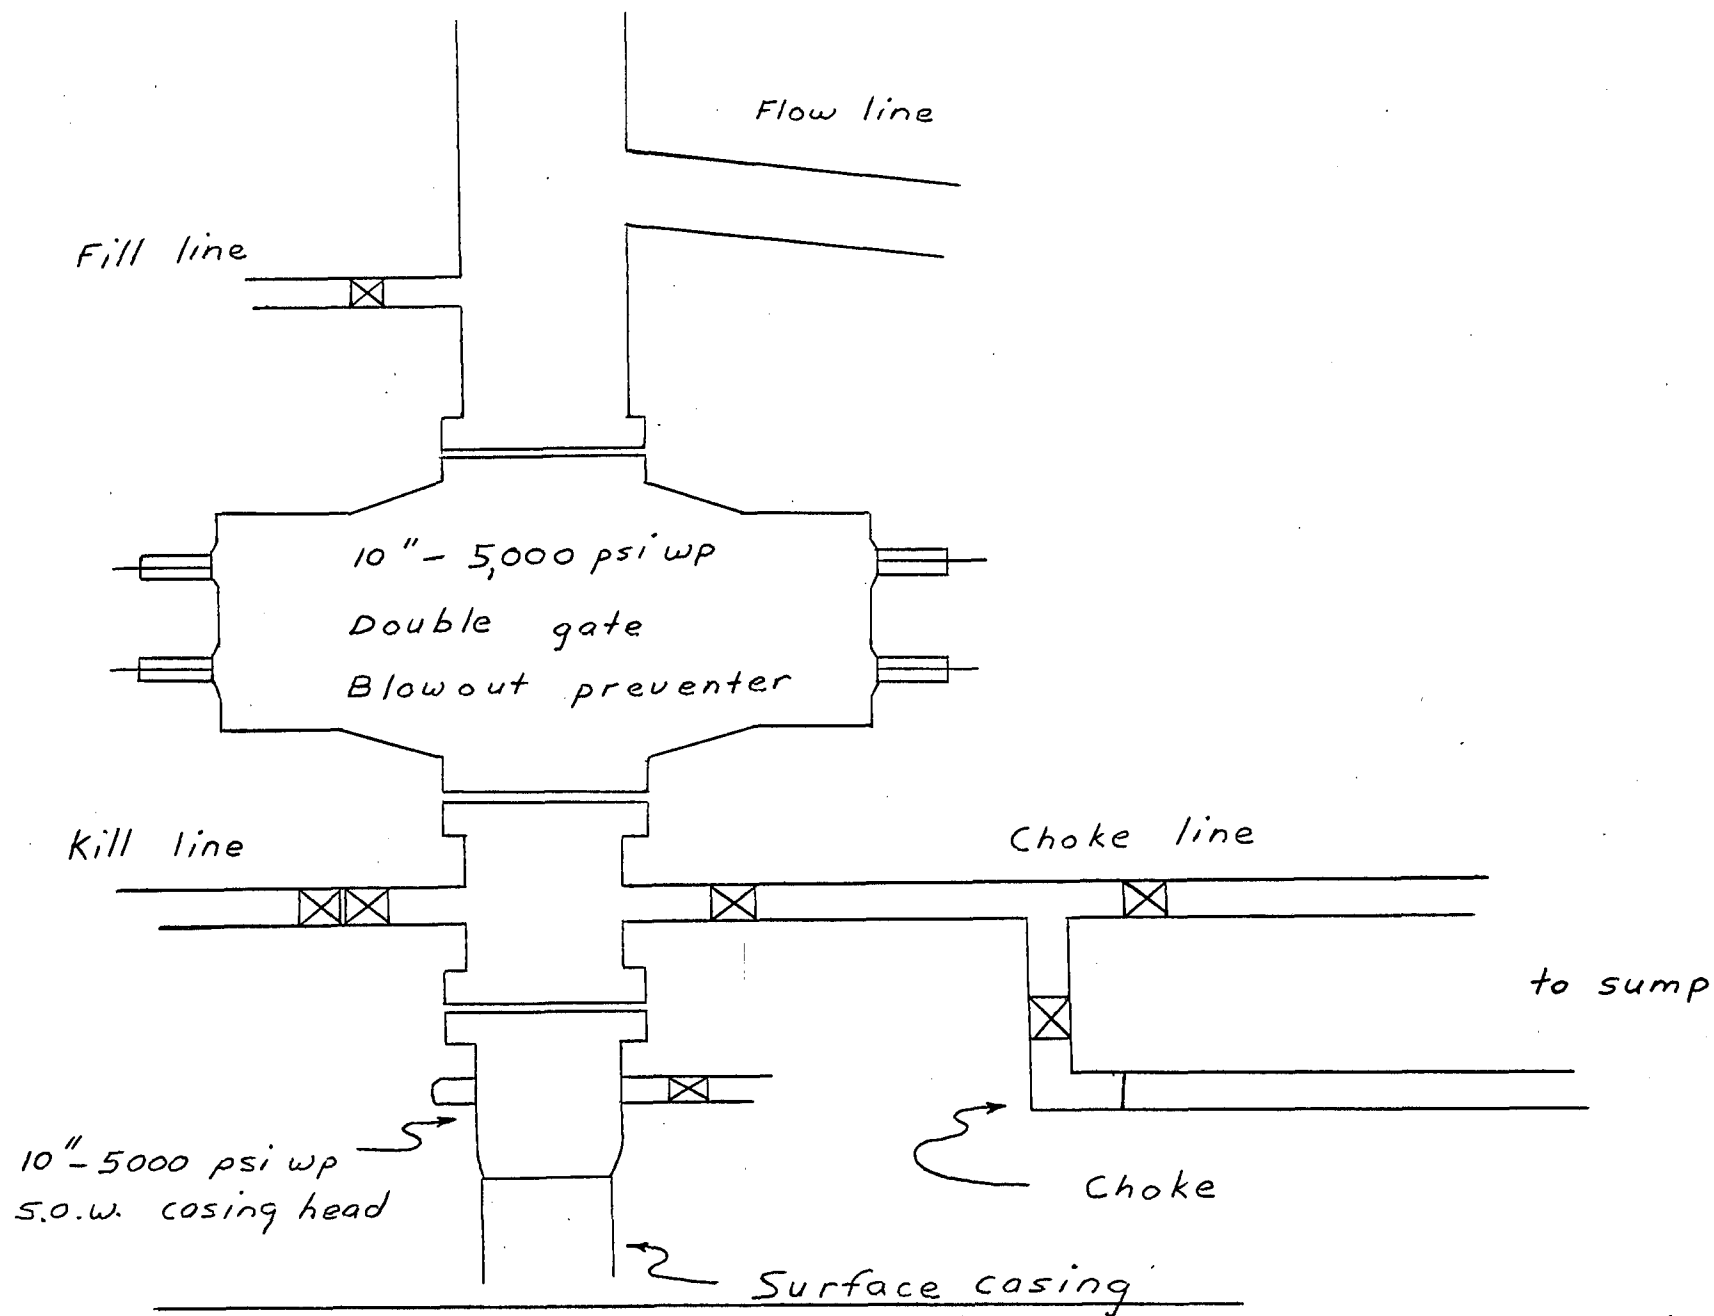 Flow line
Fill line
10" - 5,000 psi wp
Double gate
Blowout preventer
Kill line
Choke line
to sump
10" - 5000 psi wp
S.O.W. casing head
Choke
Surface casing